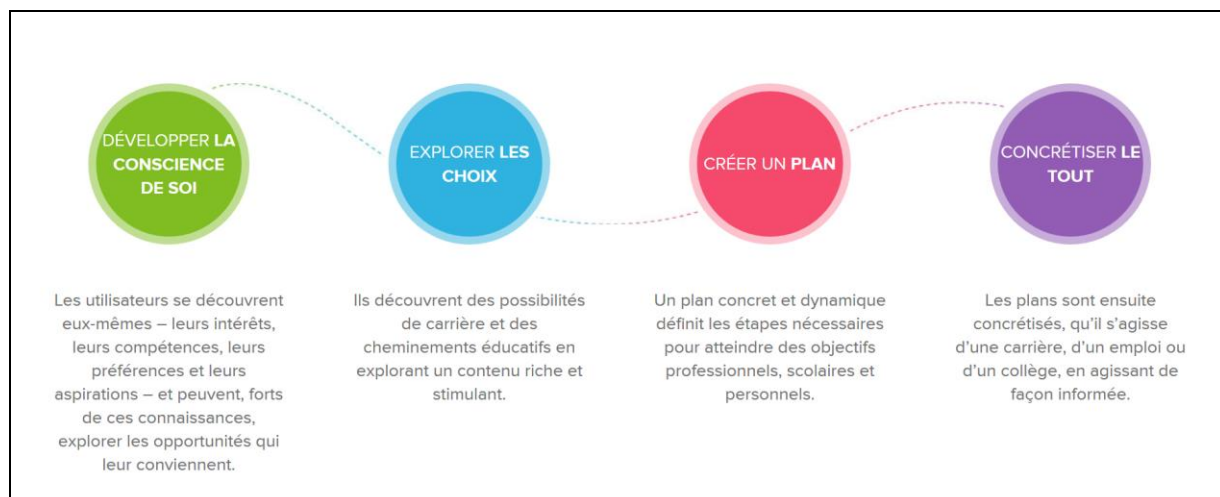 DÉVELOPPER LA
CONSCIENCE
DE SOI
EXPLORER LES
CHOIX
CRÉER UN PLAN
CONCRÉTISER LE
TOUT
Les utilisateurs se découvrent
eux-mêmes – leurs intérêts,
leurs compétences, leurs
préférences et leurs
aspirations – et peuvent, forts
de ces connaissances,
explorer les opportunités qui
leur conviennent.
Ils découvrent des possibilités
de carrière et des
cheminements éducatifs en
explorant un contenu riche et
stimulant.
Un plan concret et dynamique
définit les étapes nécessaires
pour atteindre des objectifs
professionnels, scolaires et
personnels.
Les plans sont ensuite
concrétisés, qu’il s’agisse
d’une carrière, d’un emploi ou
d’un collège, en agissant de
façon informée.